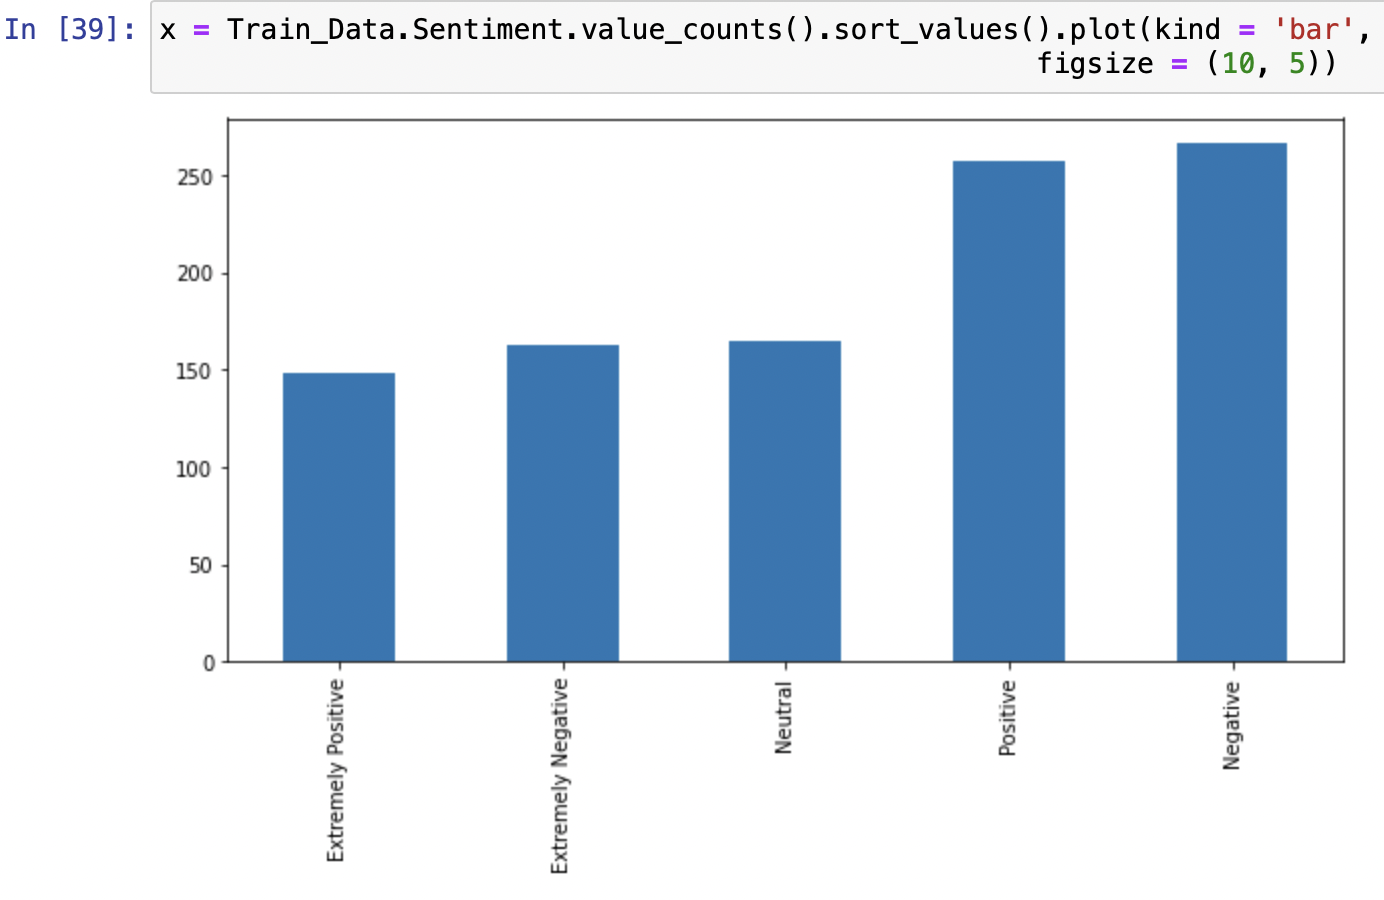 In [39]: x = Train_Data.Sentiment.value_counts().sort_values().plot(kind = 'bar',
figsize = (10, 5))
250
200
150
100
50
0
Extremely Positive
Extremely Negative
Neutral
Positive
Negative